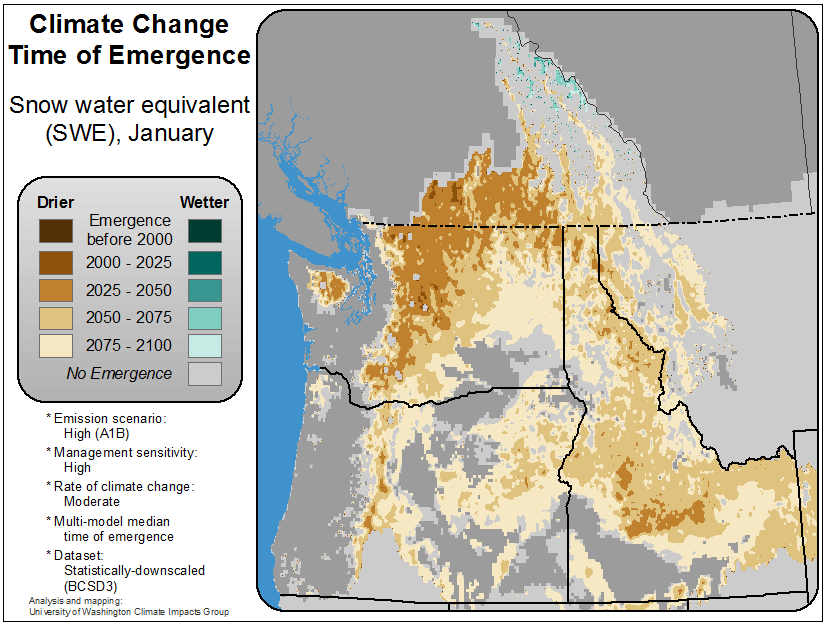 Climate Change
Time of Emergence
Snow water equivalent
(SWE), January
Drier Wetter
Emergence
before 2000
2000 - 2025
2025 - 2050
2050 - 2075
2075 - 2100
No Emergence
* Emission scenario:
High (A1B)
* Management sensitivity:
High
* Rate of climate change:
Moderate
* Multi-model median
time of emergence
* Dataset:
Statistically-downscaled
(BCSD3)
Analysis and mapping:
University of Washington Climate Impacts Group